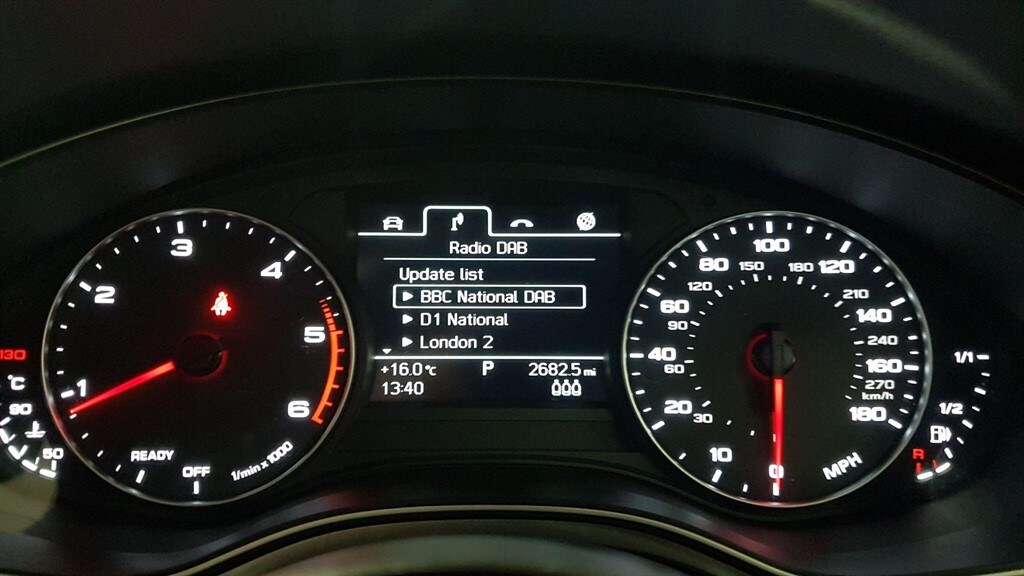 Radio DAB
Update list
BBC National DAB
D1 National
London 2
+16.0°c P 2682.5mi
13:40
1
2
3
4
5
6
READY
OFF
1/min x 1000
130
°C
90
50
0
10
20
40
60
80
100
120
140
160
180
MPH
30
60
90
120
150
180
210
240
270
km/h
1/1
1/2
R